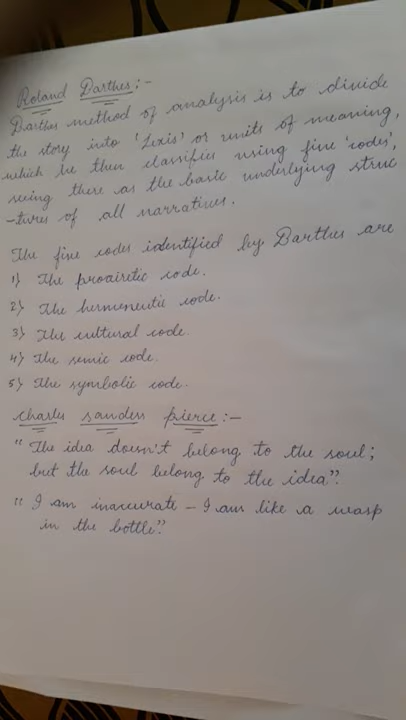 Roland Barthes:-
Barthes method of analysis is to divide
the story into 'Lexis' or units of meaning,
which he then classifies using five 'codes',
seeing there as the basic underlying struc
-tures of all narratives.
The five codes identified by Barthes are
1) The proairetic code.
2) The hermeneutic code.
3) The cultural code.
4) The semic code.
5) The symbolic code.
Charles sanders pierce:-
"The idea doesn't belong to the soul;
but the soul belong to the idea".
"I am inaccurate - I am like a wasp
in the bottle"